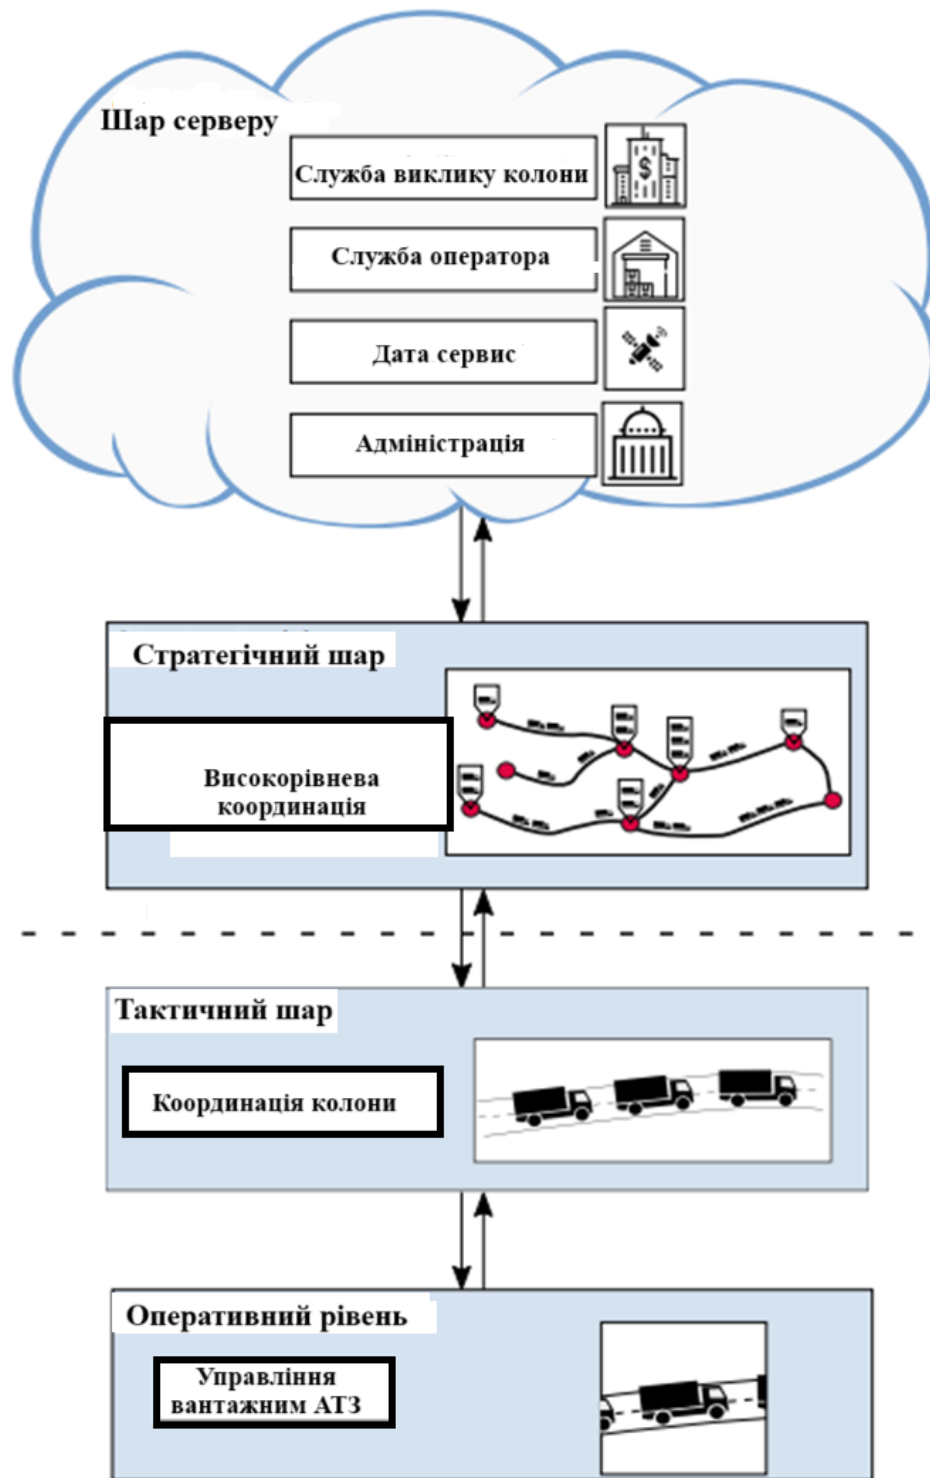 Шар серверу
Служба виклику колони
Служба оператора
Дата сервис
Адміністрація
Стратегічний шар
Високорівнева
координація
Тактичний шар
Координація колони
Оперативний рівень
Управління
вантажним АТЗ